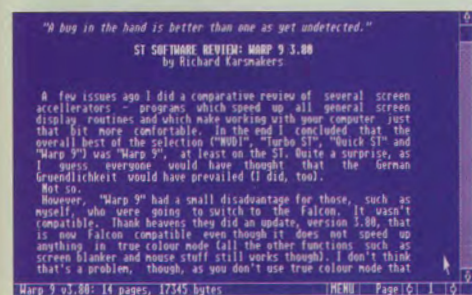 "A bug in the hand is better than one as yet undetected."
ST SOFTWARE REVIEW: WARP 9 3.80
by Richard Karsmakers
A few issues ago I did a comparative review of several screen
accellerators - programs which speed up all general screen
display routines and which make working with your computer just
that bit more comfortable. In the end I concluded that the
overall best of the selection ("NVDI", "Turbo ST", "Quick ST" and
"Warp 9") was "Warp 9", at least on the ST. Quite a surprise, as
I guess everyone would have thought that the German
Gruendlichkeit would have prevailed (I did, too).
Not so.
However, "Warp 9" had a small disadvantage for those, such as
myself, who were going to switch to the Falcon. It wasn't
compatible. Thank heavens they did an update, version 3.80, that
is now Falcon compatible even though it does not speed up
anything in true colour mode (all the other functions such as
screen blanker and mouse stuff still works though). I don't think
that's a problem, though, as you don't use true colour mode that
Warp 9 v3.80: 14 pages, 17345 bytes |MENU| Page 1